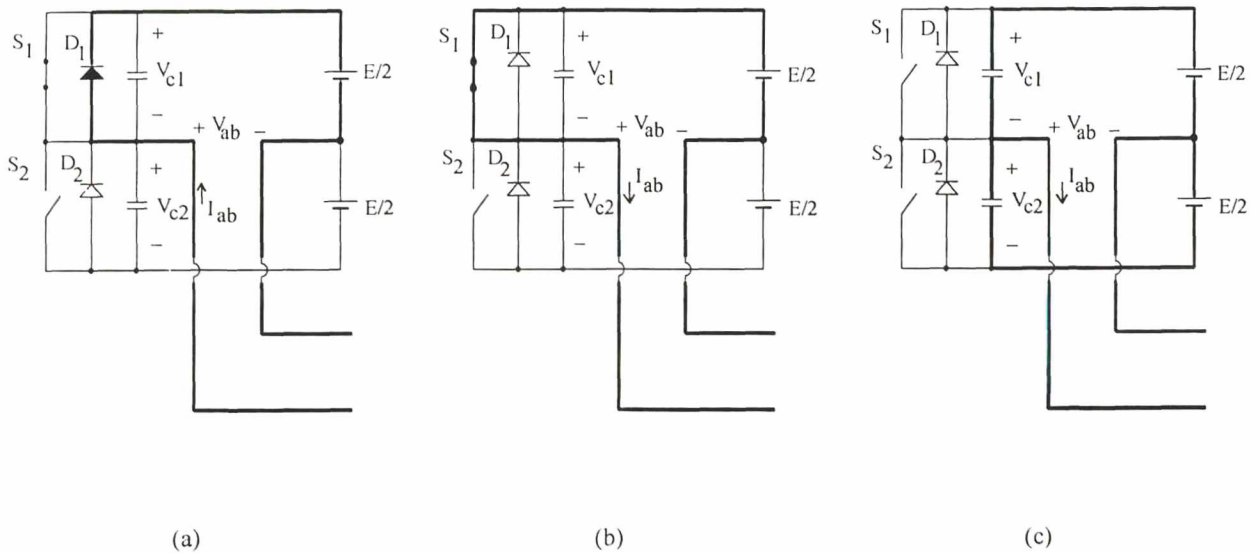 S1
D1
+
Vc1
−
E/2
+ Vab −
S2
D2
+
Vc2
−
Iab
E/2
(a)
S1
D1
+
Vc1
−
E/2
+ Vab −
S2
D2
+
Vc2
−
Iab
E/2
(b)
S1
D1
+
Vc1
−
E/2
+ Vab −
S2
D2
+
Vc2
−
Iab
E/2
(c)